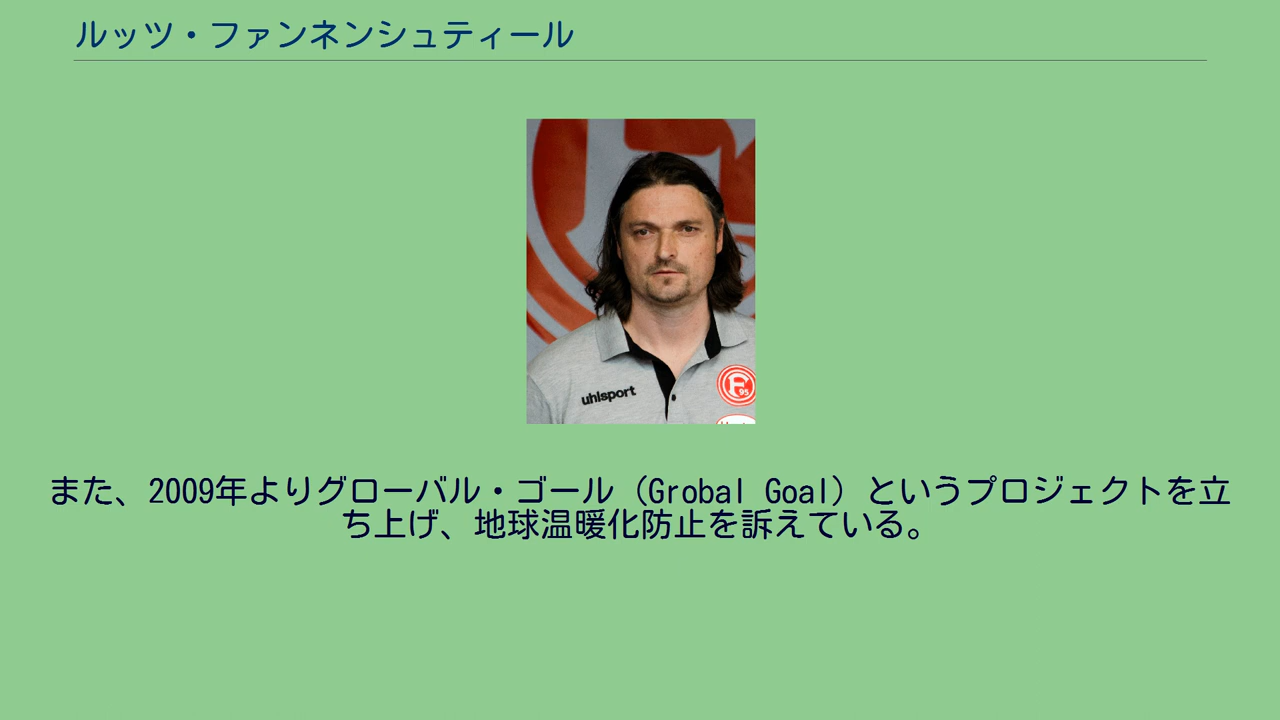 ルッツ・ファンネンシュティール
uhlsport
F
95
また、2009年よりグローバル・ゴール（Grobal Goal）というプロジェクトを立
ち上げ、地球温暖化防止を訴えている。